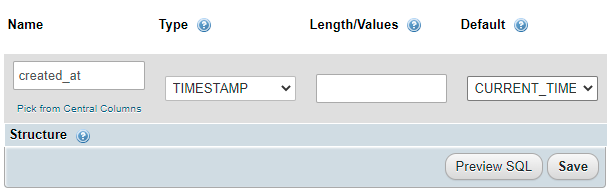 Name Type Length/Values Default
created_at TIMESTAMP CURRENT_TIME
Pick from Central Columns
Structure
Preview SQL Save